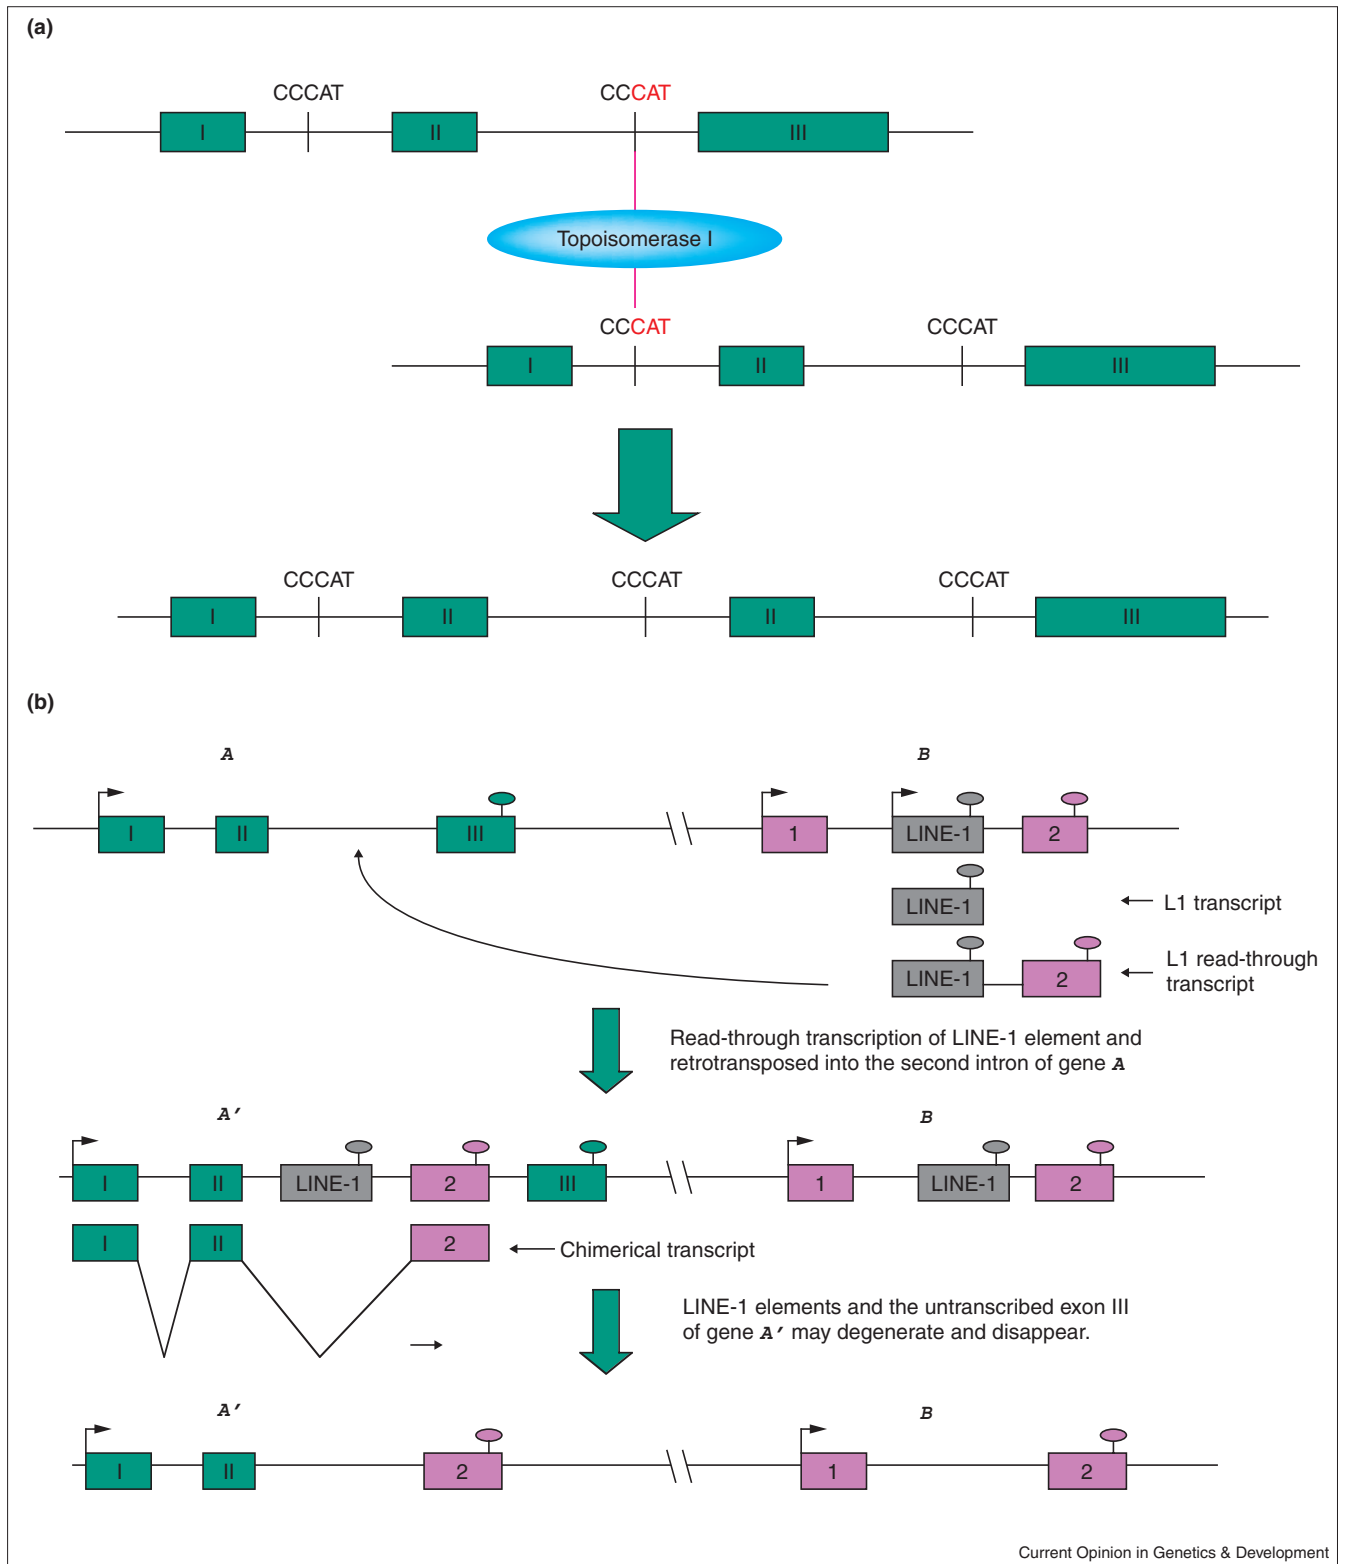 (a)
CCCAT CCCAT
I II III
Topoisomerase I
CCCAT CCCAT
I II III
CCCAT CCCAT CCCAT
I II II III
(b)
A B
I II III 1 LINE-1 2
LINE-1 L1 transcript
LINE-1 2 L1 read-through
transcript
Read-through transcription of LINE-1 element and
retrotransposed into the second intron of gene A
A′ B
I II LINE-1 2 III 1 LINE-1 2
I II 2 Chimerical transcript
LINE-1 elements and the untranscribed exon III
of gene A′ may degenerate and disappear.
A′ B
I II 2 1 2
Current Opinion in Genetics & Development